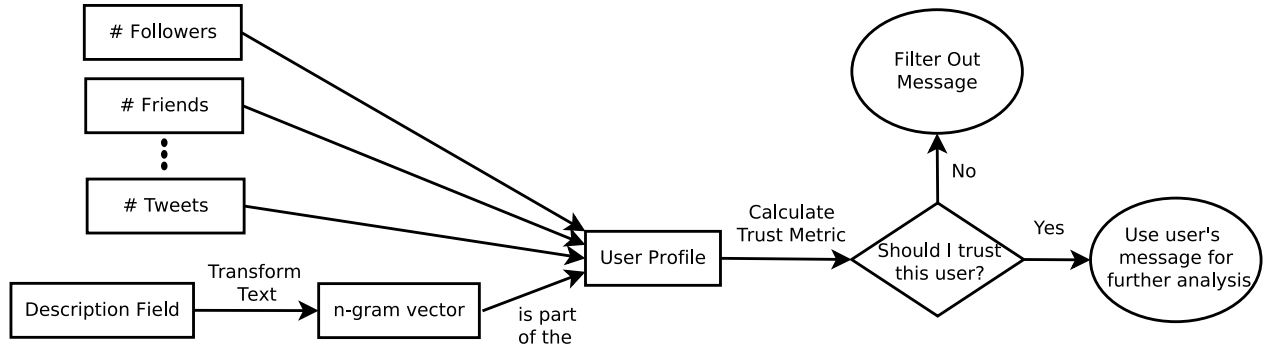 # Followers
# Friends
# Tweets
Description Field
Transform
Text
n-gram vector
is part
of the
User Profile
Calculate
Trust Metric
Should I trust
this user?
No
Filter Out
Message
Yes
Use user's
message for
further analysis